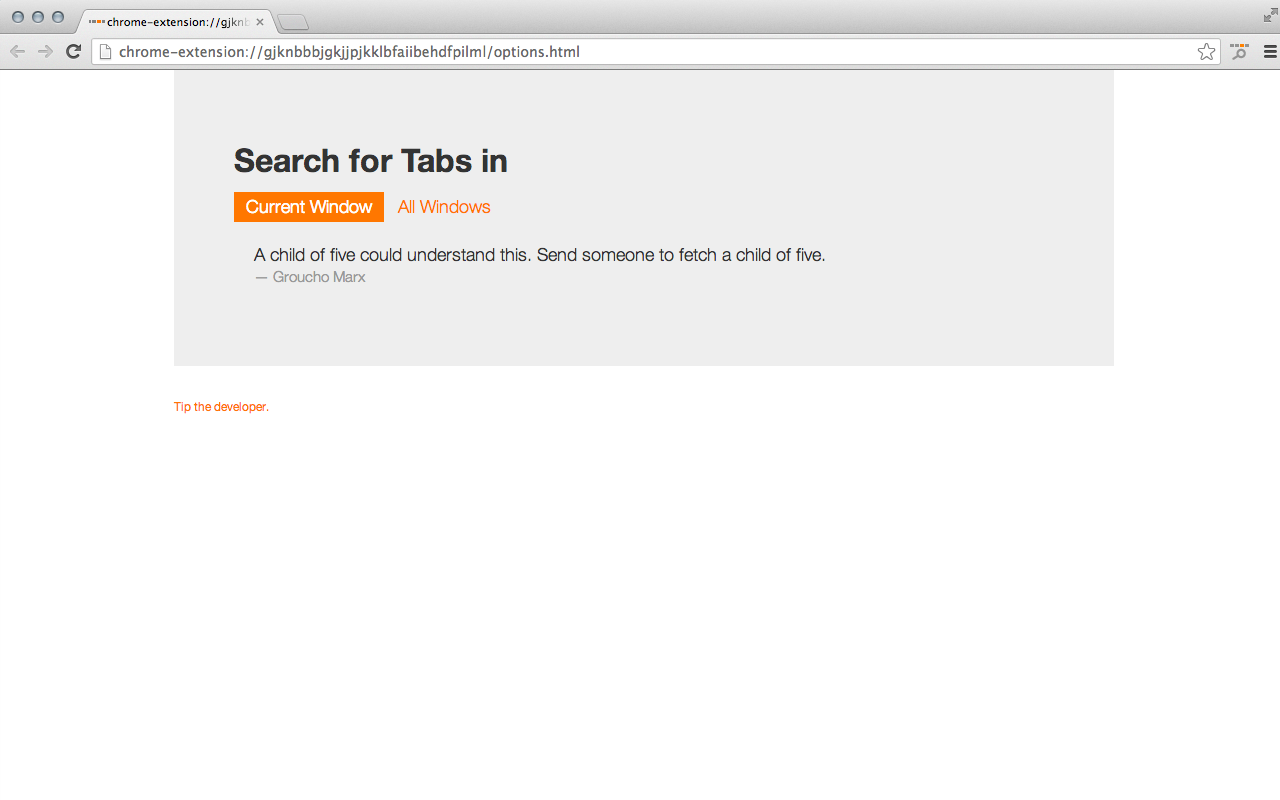 chrome-extension://gjknb
chrome-extension://gjknbbbjgkjjpjkklbfaiibehdfpilml/options.html
Search for Tabs in
Current Window All Windows
A child of five could understand this. Send someone to fetch a child of five.
— Groucho Marx
Tip the developer.